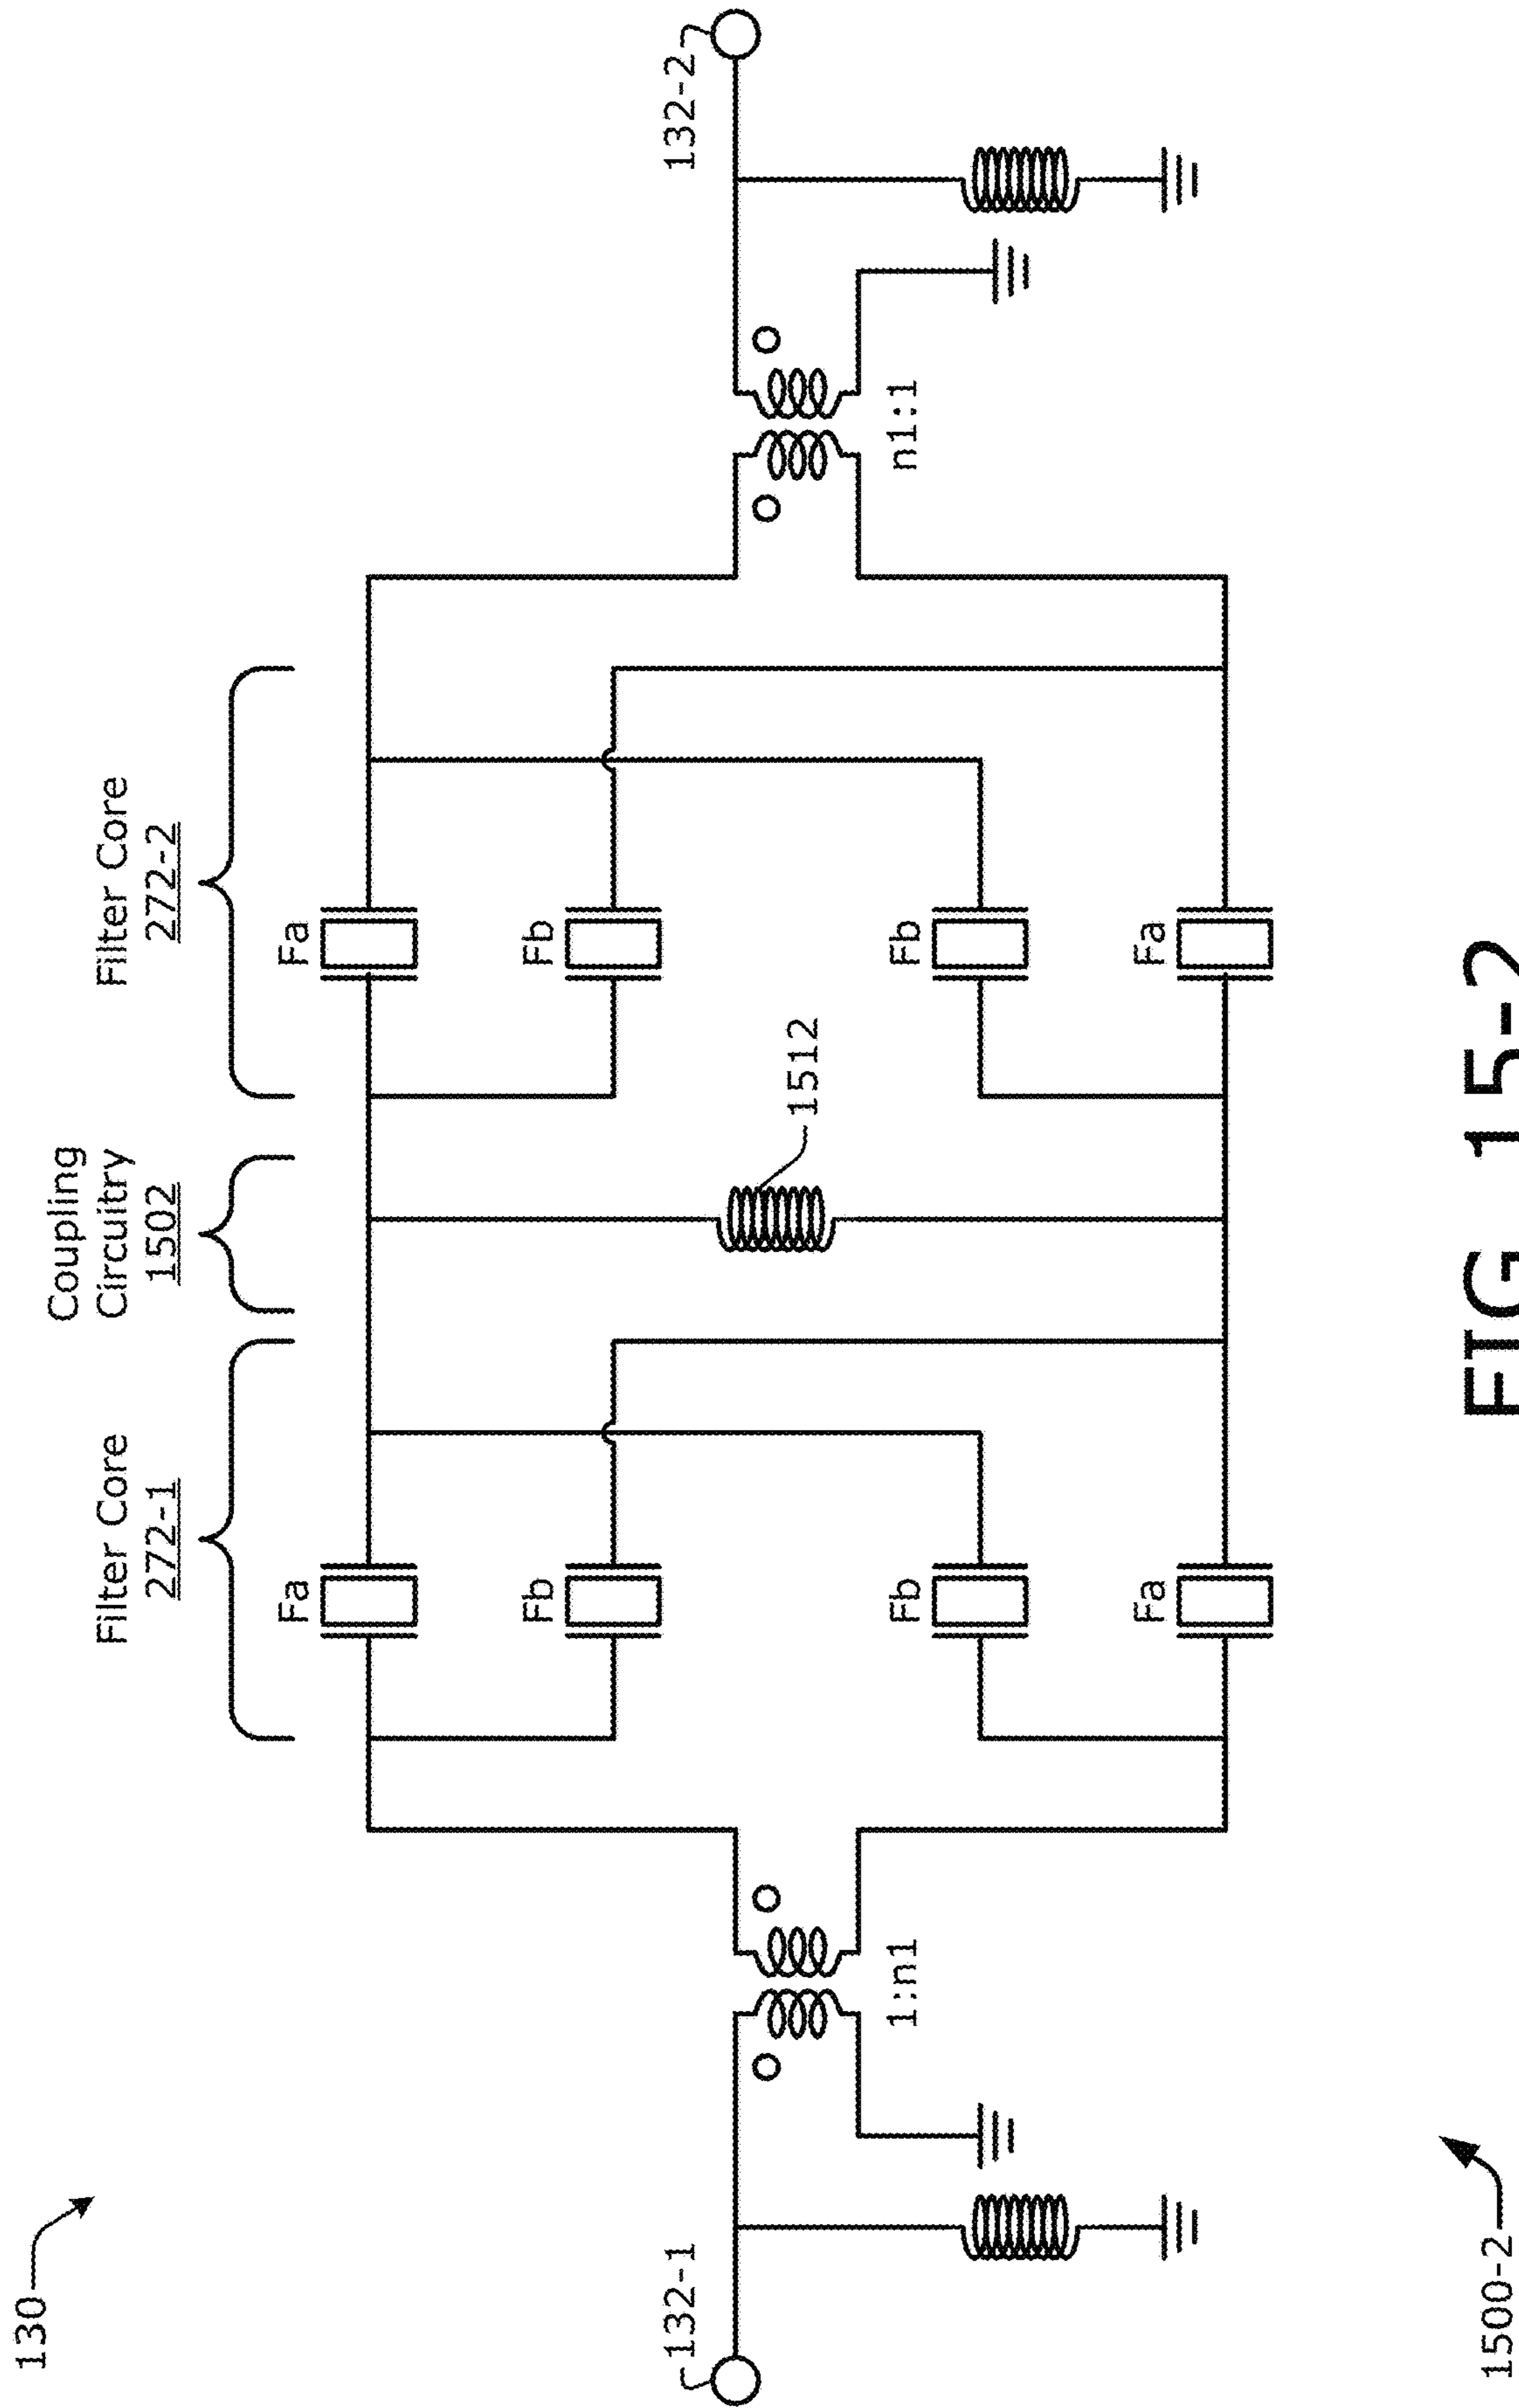 130
Filter Core
272-1
Coupling
Circuitry
1502
Filter Core
272-2
Fa
Fa
Fb
Fb
132-1
132-2
1512
1:n1
n1:1
Fb
Fb
Fa
Fa
1500-2
FIG. 15-2